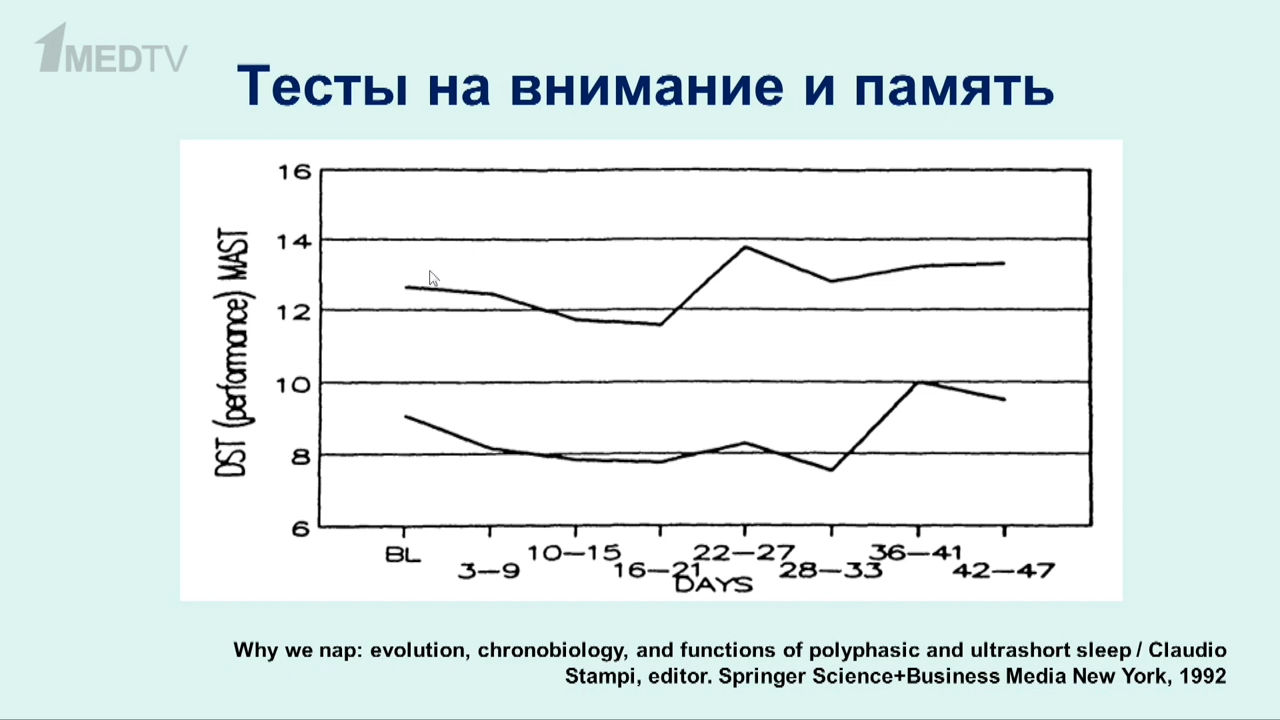 1MEDTV
Тесты на внимание и память
16
14
12
10
8
6
DST (performance) MAST
BL
3–9
10–15
16–21
22–27
28–33
36–41
42–47
DAYS
Why we nap: evolution, chronobiology, and functions of polyphasic and ultrashort sleep / Claudio
Stampi, editor. Springer Science+Business Media New York, 1992